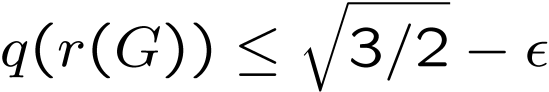 q(r(G)) ≤ √3/2 − ϵ